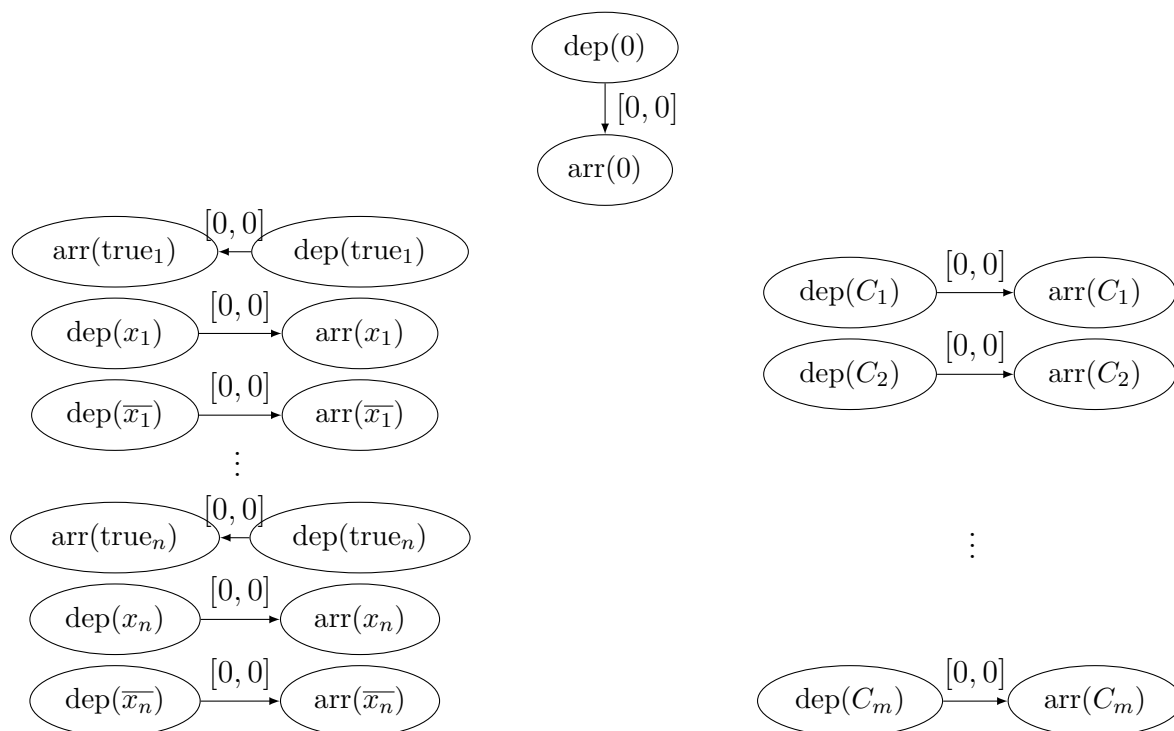 dep(0)
[0, 0]
arr(0)
[0, 0]
arr(true₁) dep(true₁)
[0, 0]
dep(x₁) arr(x₁)
[0, 0]
dep(x̅₁) arr(x̅₁)
⋮
[0, 0]
arr(trueₙ) dep(trueₙ)
[0, 0]
dep(xₙ) arr(xₙ)
[0, 0]
dep(x̅ₙ) arr(x̅ₙ)
[0, 0]
dep(C₁) arr(C₁)
[0, 0]
dep(C₂) arr(C₂)
⋮
[0, 0]
dep(Cₘ) arr(Cₘ)